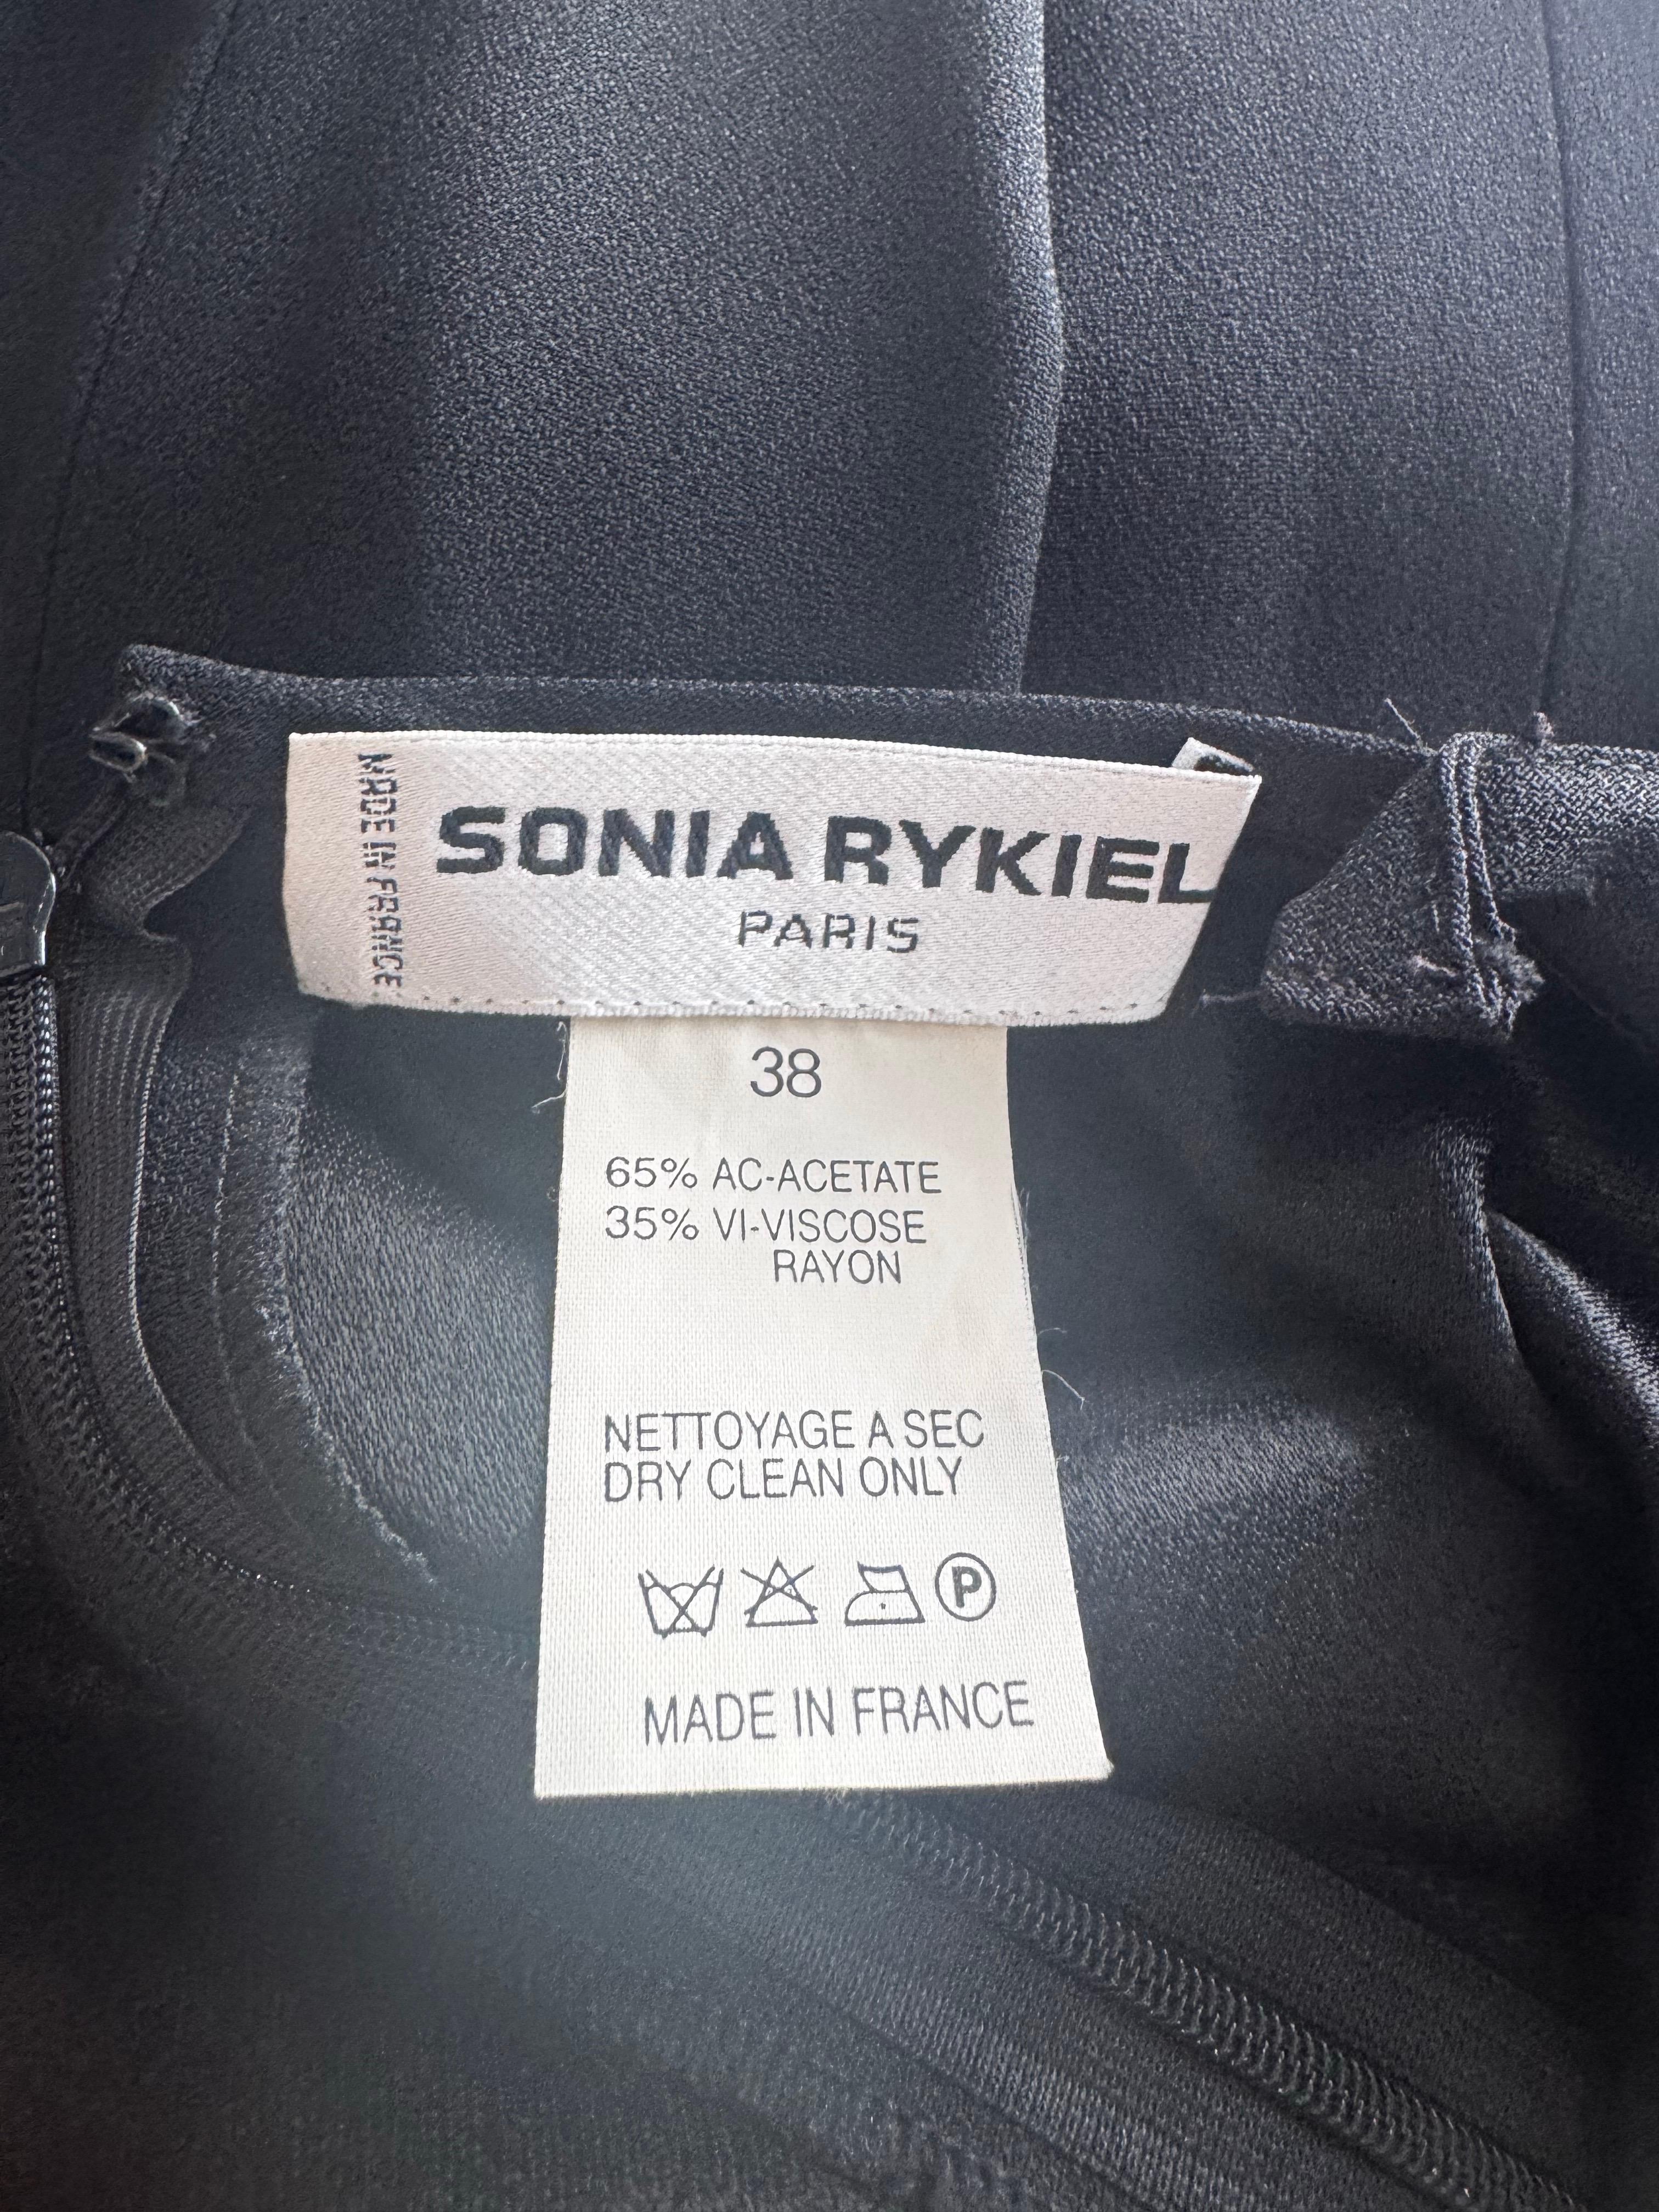 MADE IN FRANCE
SONIA RYKIEL
PARIS
38
65% AC-ACETATE
35% VI-VISCOSE
RAYON
NETTOYAGE A SEC
DRY CLEAN ONLY
P
MADE IN FRANCE